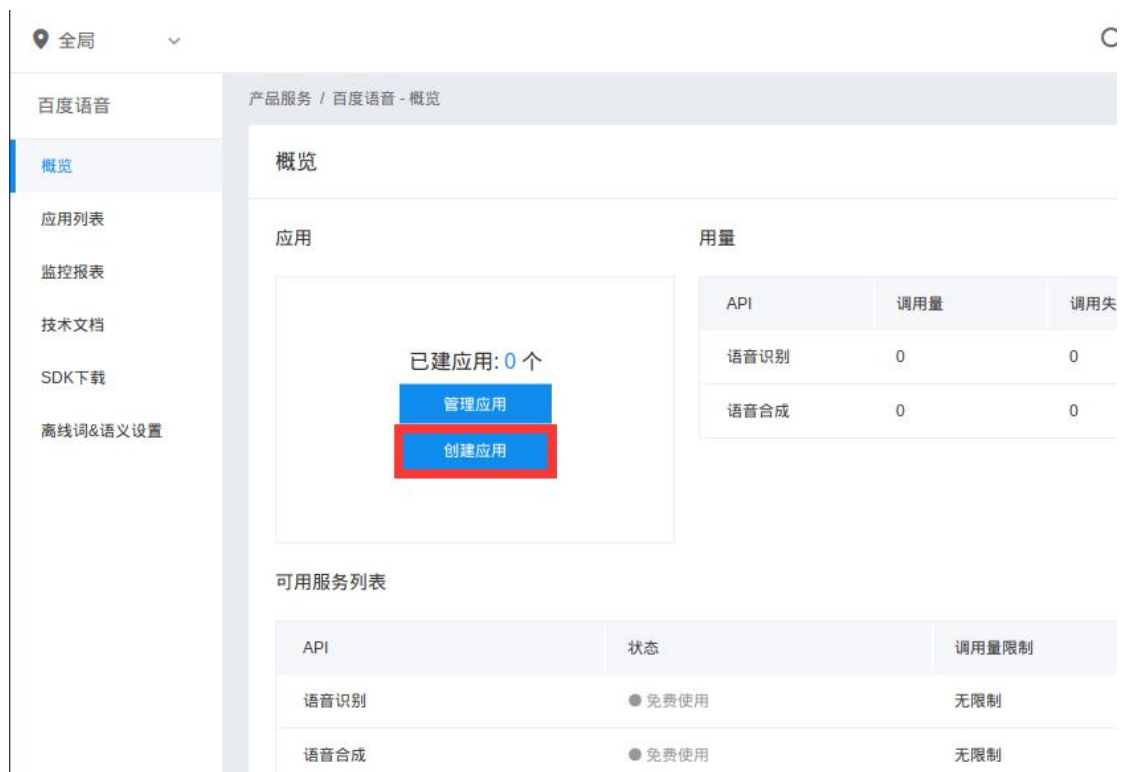 全局
百度语音
产品服务 / 百度语音 - 概览
概览
概览
应用列表
监控报表
技术文档
SDK下载
离线词&语义设置
应用
已建应用: 0 个
管理应用
创建应用
用量
API 调用量 调用失
语音识别 0 0
语音合成 0 0
可用服务列表
API 状态 调用量限制
语音识别 免费使用 无限制
语音合成 免费使用 无限制